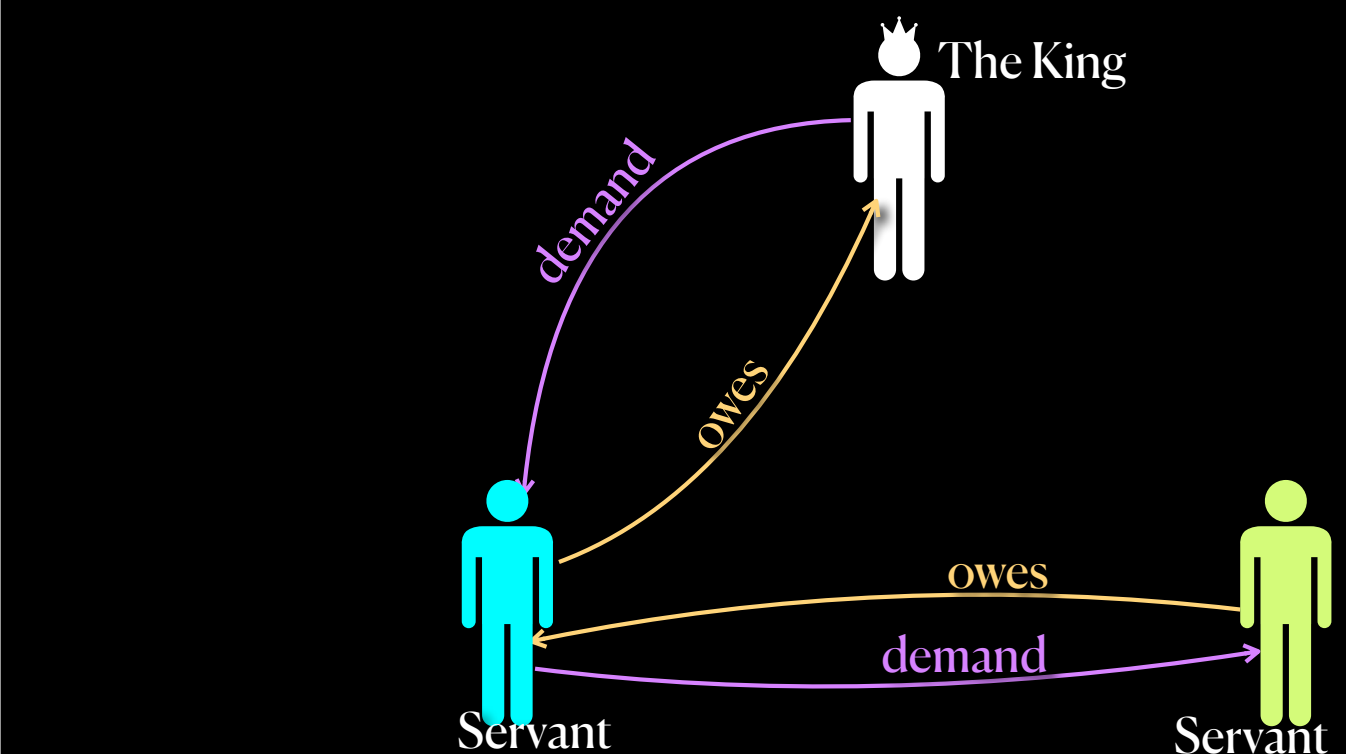 The King
demand
owes
owes
demand
Servant
Servant